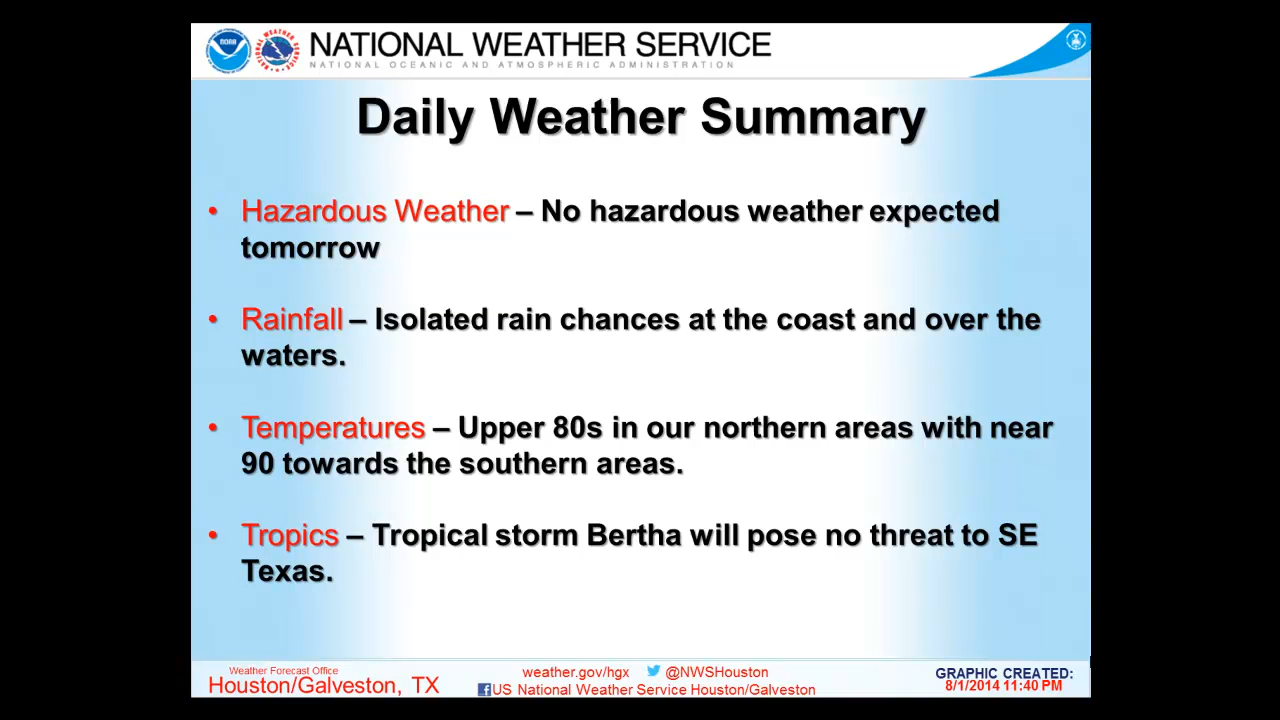 NATIONAL WEATHER SERVICE
NATIONAL OCEANIC AND ATMOSPHERIC ADMINISTRATION
Daily Weather Summary
• Hazardous Weather – No hazardous weather expected
tomorrow
• Rainfall – Isolated rain chances at the coast and over the
waters.
• Temperatures – Upper 80s in our northern areas with near
90 towards the southern areas.
• Tropics – Tropical storm Bertha will pose no threat to SE
Texas.
Weather Forecast Office
Houston/Galveston, TX
weather.gov/hgx @NWSHouston
US National Weather Service Houston/Galveston
GRAPHIC CREATED:
8/1/2014 11:40 PM